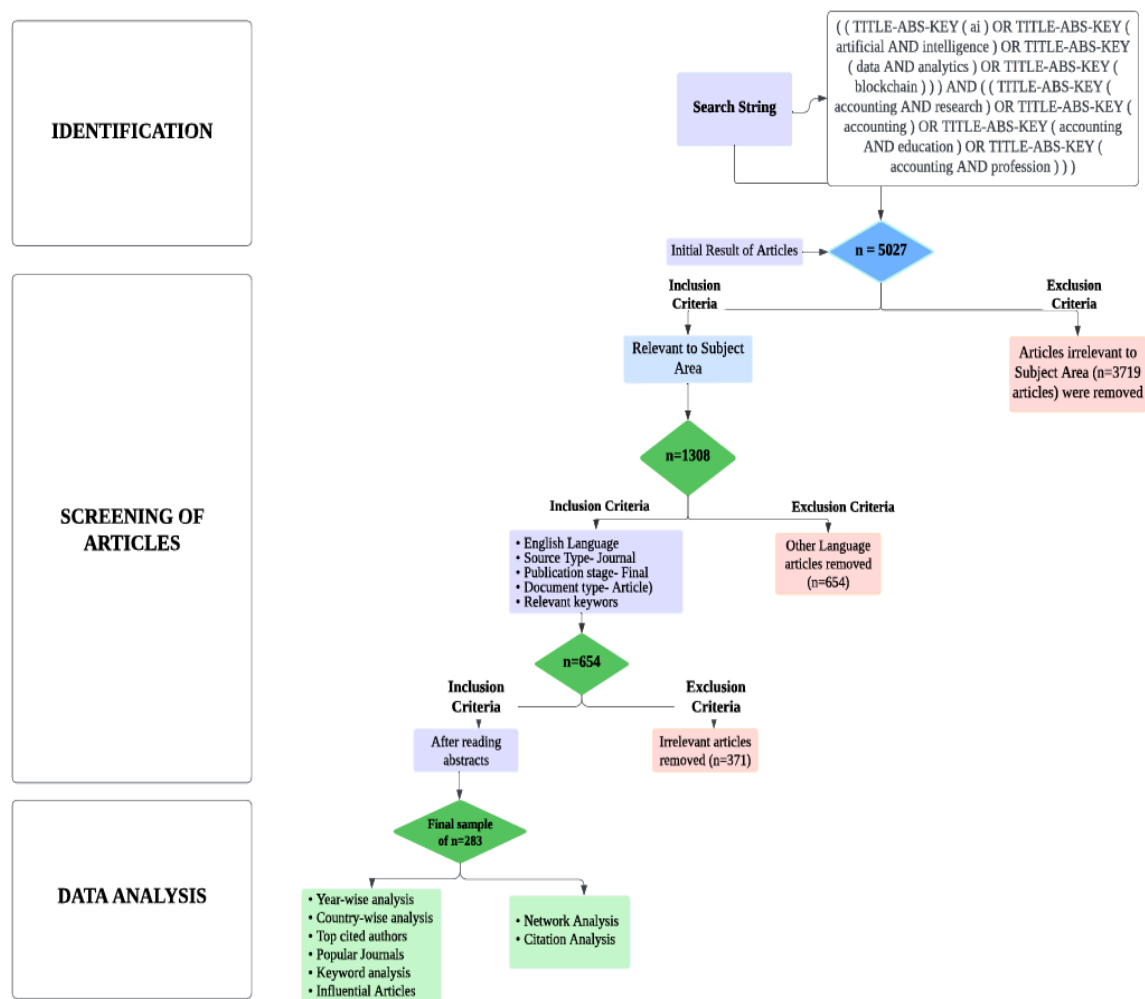 IDENTIFICATION
Search String
( ( TITLE-ABS-KEY ( ai ) OR TITLE-ABS-KEY (
artificial AND intelligence ) OR TITLE-ABS-KEY
( data AND analytics ) OR TITLE-ABS-KEY (
blockchain ) ) ) AND ( ( TITLE-ABS-KEY (
accounting AND research ) OR TITLE-ABS-KEY (
accounting ) OR TITLE-ABS-KEY ( accounting
AND education ) OR TITLE-ABS-KEY (
accounting AND profession ) ) )
Initial Result of Articles
n = 5027
Inclusion
Criteria
Exclusion
Criteria
SCREENING OF
ARTICLES
Relevant to Subject
Area
Articles irrelevant to
Subject Area (n=3719
articles) were removed
n=1308
Inclusion Criteria
Exclusion Criteria
• English Language
• Source Type- Journal
• Publication stage- Final
• Document type- Article)
• Relevant keywors
Other Language
articles removed
(n=654)
n=654
Inclusion
Criteria
Exclusion
Criteria
After reading
abstracts
Irrelevant articles
removed (n=371)
DATA ANALYSIS
Final sample
of n=283
• Year-wise analysis
• Country-wise analysis
• Top cited authors
• Popular Journals
• Keyword analysis
• Influential Articles
• Network Analysis
• Citation Analysis